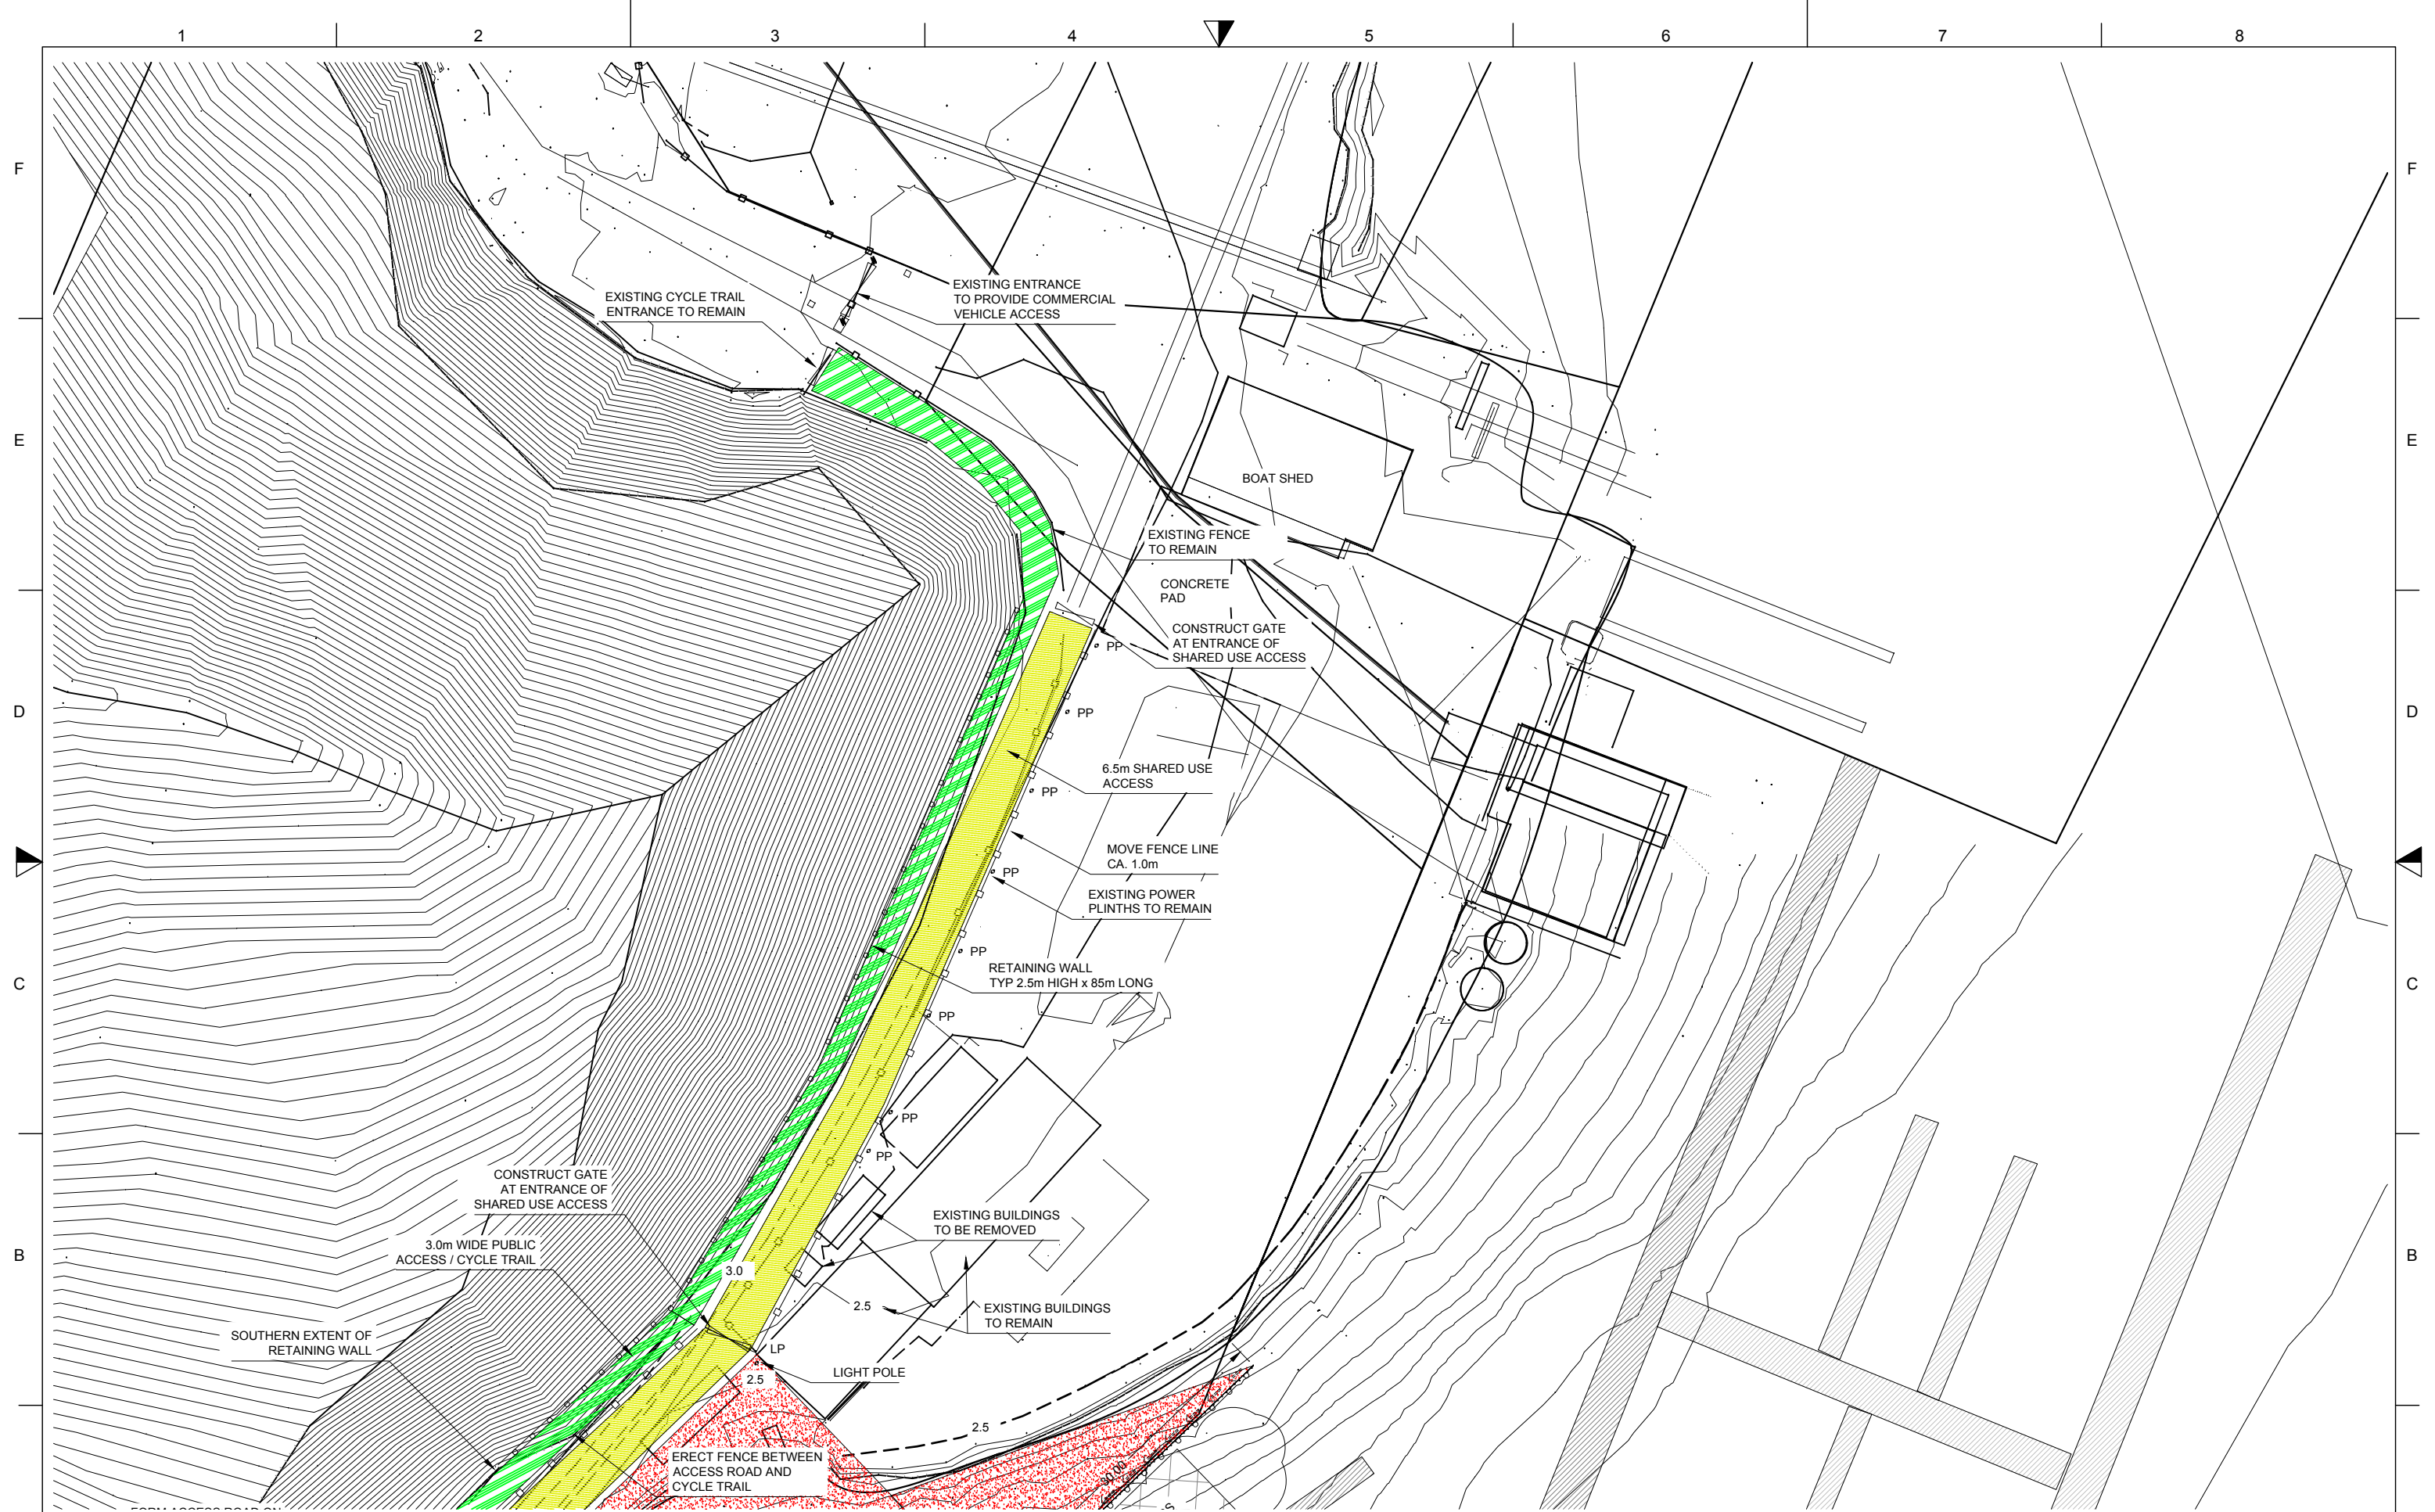 1 2 3 4 5 6 7 8
F F
EXISTING ENTRANCE
TO PROVIDE COMMERCIAL
VEHICLE ACCESS
EXISTING CYCLE TRAIL
ENTRANCE TO REMAIN
E E
BOAT SHED
EXISTING FENCE
TO REMAIN
CONCRETE
PAD
CONSTRUCT GATE
AT ENTRANCE OF
SHARED USE ACCESS
PP
D D
PP
6.5m SHARED USE
ACCESS
PP
MOVE FENCE LINE
CA. 1.0m
PP
EXISTING POWER
PLINTHS TO REMAIN
PP
RETAINING WALL
TYP 2.5m HIGH x 85m LONG
C C
PP
PP
PP
CONSTRUCT GATE
AT ENTRANCE OF
SHARED USE ACCESS
EXISTING BUILDINGS
TO BE REMOVED
3.0m WIDE PUBLIC
ACCESS / CYCLE TRAIL
B B
3.0
2.5
EXISTING BUILDINGS
TO REMAIN
SOUTHERN EXTENT OF
RETAINING WALL
LP
LIGHT POLE
2.5
2.5
ERECT FENCE BETWEEN
ACCESS ROAD AND
CYCLE TRAIL
30.00
FORM ACCESS ROAD ON